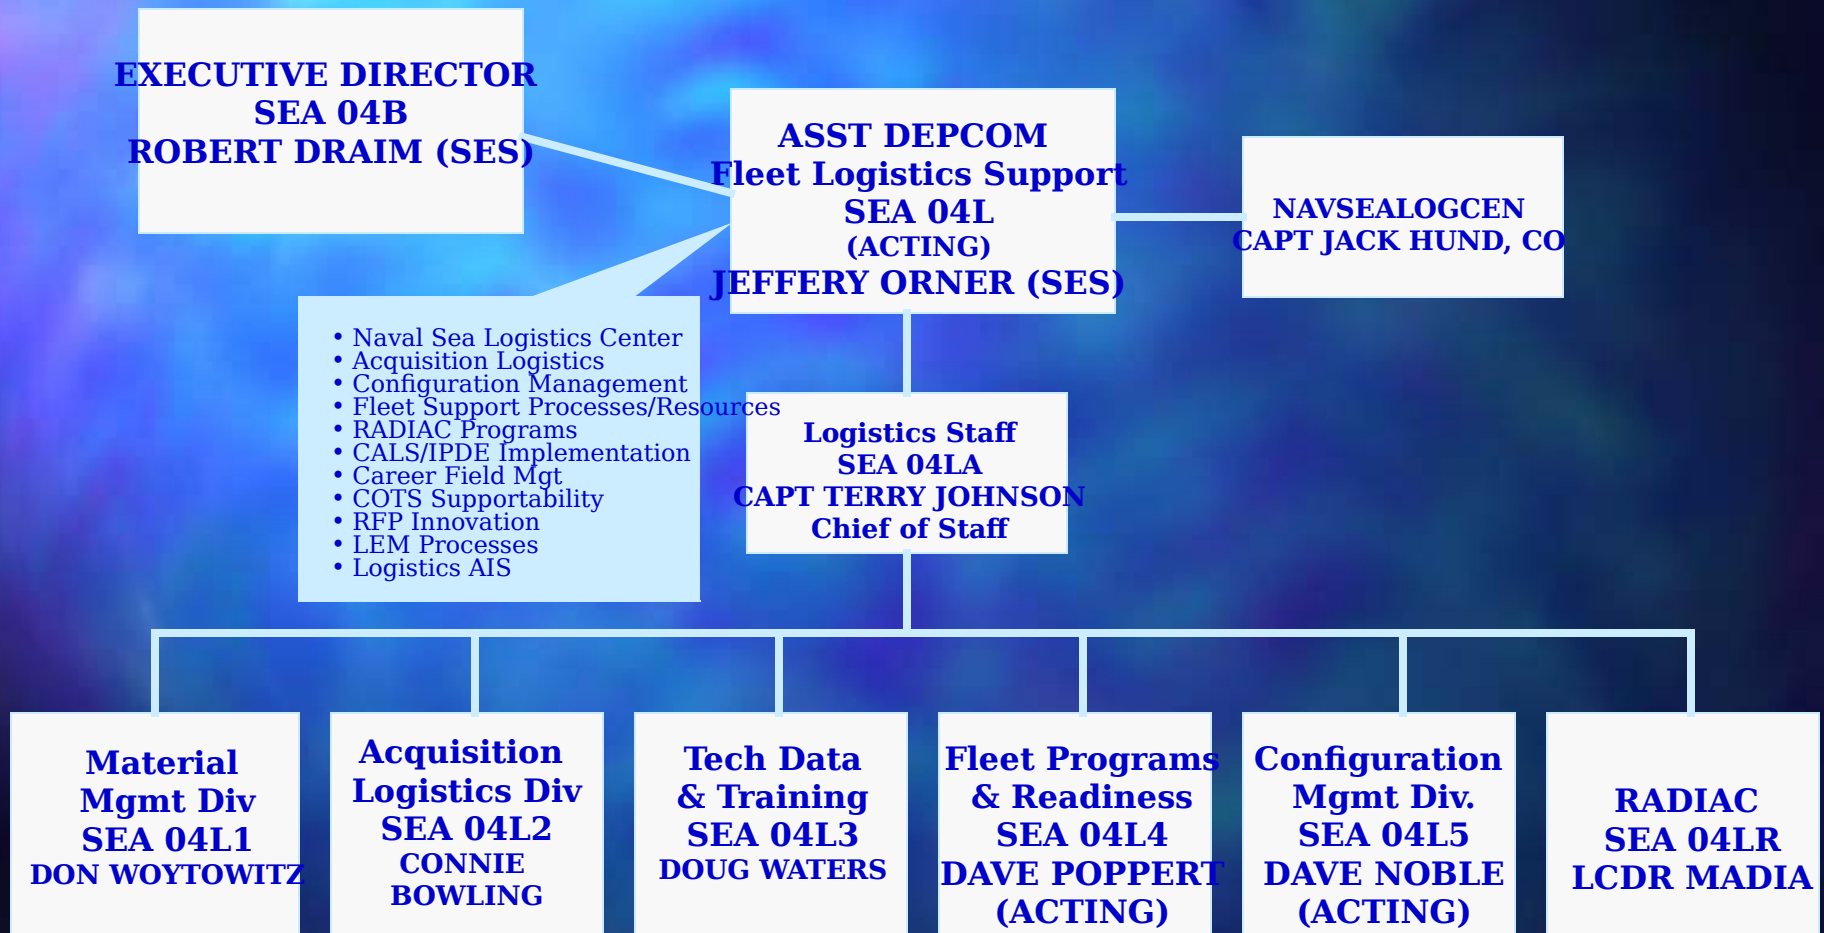 EXECUTIVE DIRECTOR
SEA 04B
ROBERT DRAIM (SES)
ASST DEPCOM
Fleet Logistics Support
SEA 04L
(ACTING)
JEFFERY ORNER (SES)
NAVSEALOGCEN
CAPT JACK HUND, CO
• Naval Sea Logistics Center
• Acquisition Logistics
• Configuration Management
• Fleet Support Processes/Resources
• RADIAC Programs
• CALS/IPDE Implementation
• Career Field Mgt
• COTS Supportability
• RFP Innovation
• LEM Processes
• Logistics AIS
Logistics Staff
SEA 04LA
CAPT TERRY JOHNSON
Chief of Staff
Material
Mgmt Div
SEA 04L1
DON WOYTOWITZ
Acquisition
Logistics Div
SEA 04L2
CONNIE
BOWLING
Tech Data
& Training
SEA 04L3
DOUG WATERS
Fleet Programs
& Readiness
SEA 04L4
DAVE POPPERT
(ACTING)
Configuration
Mgmt Div.
SEA 04L5
DAVE NOBLE
(ACTING)
RADIAC
SEA 04LR
LCDR MADIA